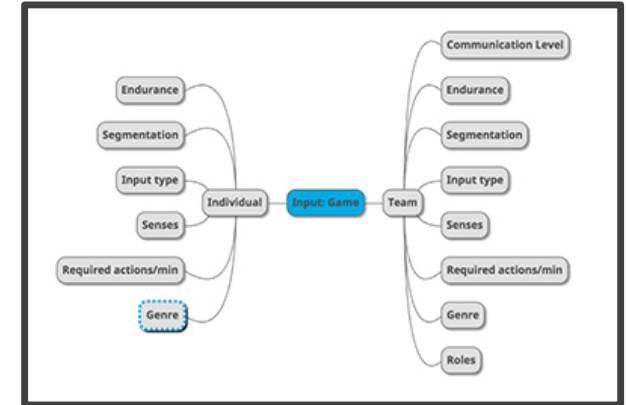 Endurance
Segmentation
Input type
Senses
Required actions/min
Genre
Individual
Input: Game
Team
Communication Level
Endurance
Segmentation
Input type
Senses
Required actions/min
Genre
Roles